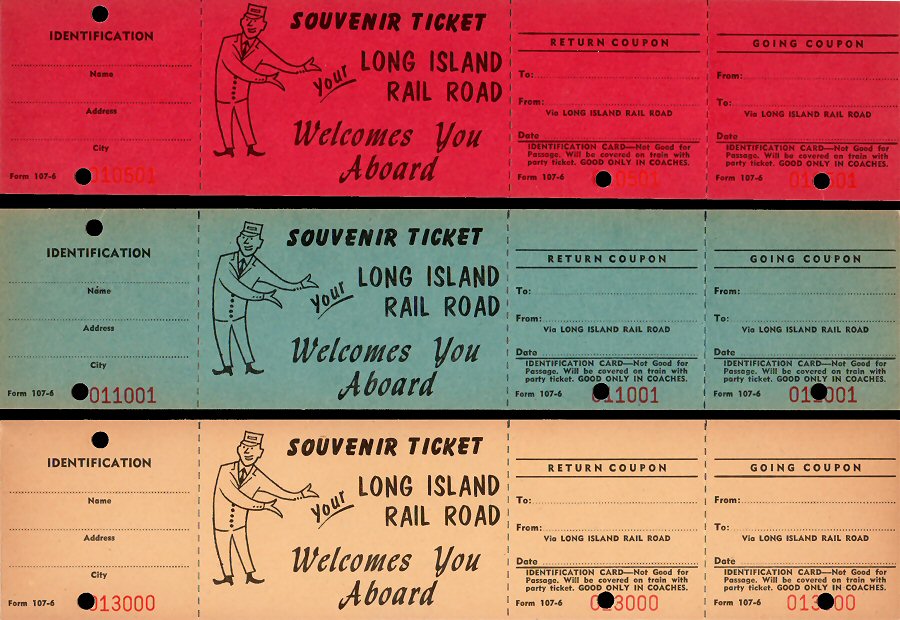 IDENTIFICATION
Name
Address
City
Form 107-6 010501
SOUVENIR TICKET
Your LONG ISLAND
RAIL ROAD
Welcomes You
Aboard
RETURN COUPON
To:
From:
Via LONG ISLAND RAIL ROAD
Date
IDENTIFICATION CARD—Not Good for
Passage. Will be covered on train with
party ticket. GOOD ONLY IN COACHES.
Form 107-6 010501
GOING COUPON
From:
To:
Via LONG ISLAND RAIL ROAD
Date
IDENTIFICATION CARD—Not Good for
Passage. Will be covered on train with
party ticket. GOOD ONLY IN COACHES.
Form 107-6 010501
IDENTIFICATION
Name
Address
City
Form 107-6 011001
SOUVENIR TICKET
Your LONG ISLAND
RAIL ROAD
Welcomes You
Aboard
RETURN COUPON
To:
From:
Via LONG ISLAND RAIL ROAD
Date
IDENTIFICATION CARD—Not Good for
Passage. Will be covered on train with
party ticket. GOOD ONLY IN COACHES.
Form 107-6 011001
GOING COUPON
From:
To:
Via LONG ISLAND RAIL ROAD
Date
IDENTIFICATION CARD—Not Good for
Passage. Will be covered on train with
party ticket. GOOD ONLY IN COACHES.
Form 107-6 011001
IDENTIFICATION
Name
Address
City
Form 107-6 013000
SOUVENIR TICKET
Your LONG ISLAND
RAIL ROAD
Welcomes You
Aboard
RETURN COUPON
To:
From:
Via LONG ISLAND RAIL ROAD
Date
IDENTIFICATION CARD—Not Good for
Passage. Will be covered on train with
party ticket. GOOD ONLY IN COACHES.
Form 107-6 013000
GOING COUPON
From:
To:
Via LONG ISLAND RAIL ROAD
Date
IDENTIFICATION CARD—Not Good for
Passage. Will be covered on train with
party ticket. GOOD ONLY IN COACHES.
Form 107-6 013000